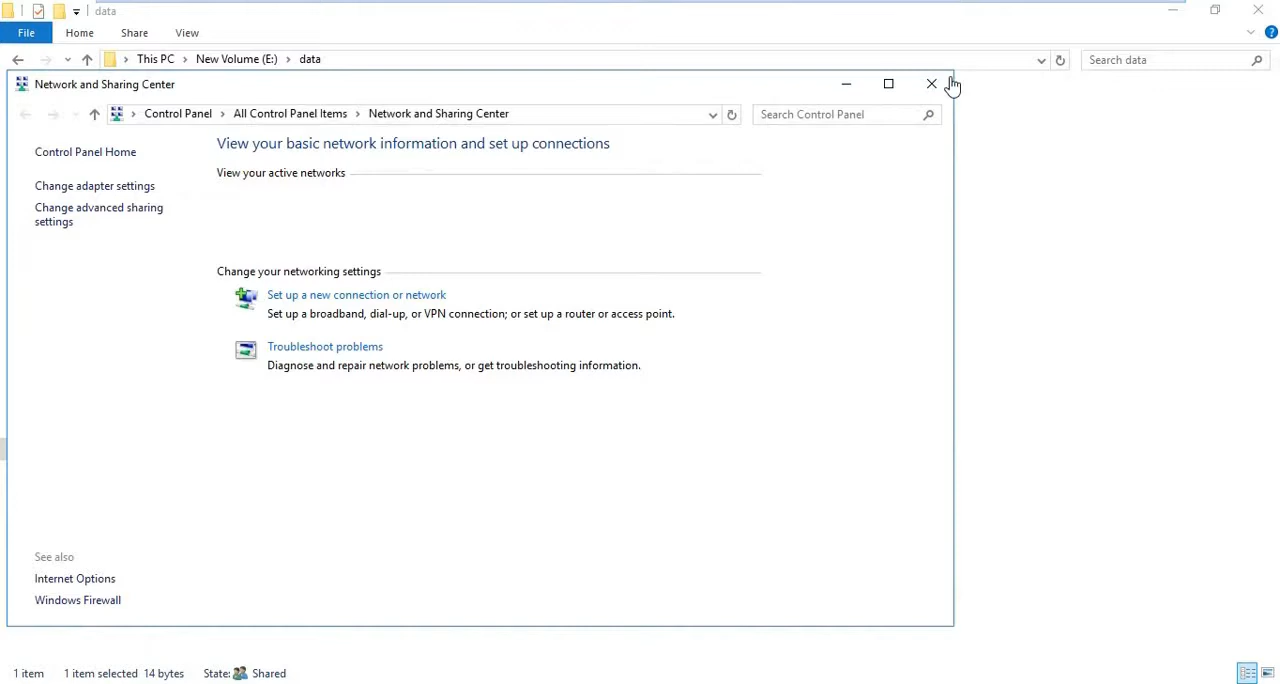 data
File Home Share View
This PC New Volume (E:) data
Search data
Network and Sharing Center
Control Panel All Control Panel Items Network and Sharing Center
Search Control Panel
Control Panel Home
Change adapter settings
Change advanced sharing
settings
View your basic network information and set up connections
View your active networks
Change your networking settings
Set up a new connection or network
Set up a broadband, dial-up, or VPN connection; or set up a router or access point.
Troubleshoot problems
Diagnose and repair network problems, or get troubleshooting information.
See also
Internet Options
Windows Firewall
1 item 1 item selected 14 bytes State: Shared